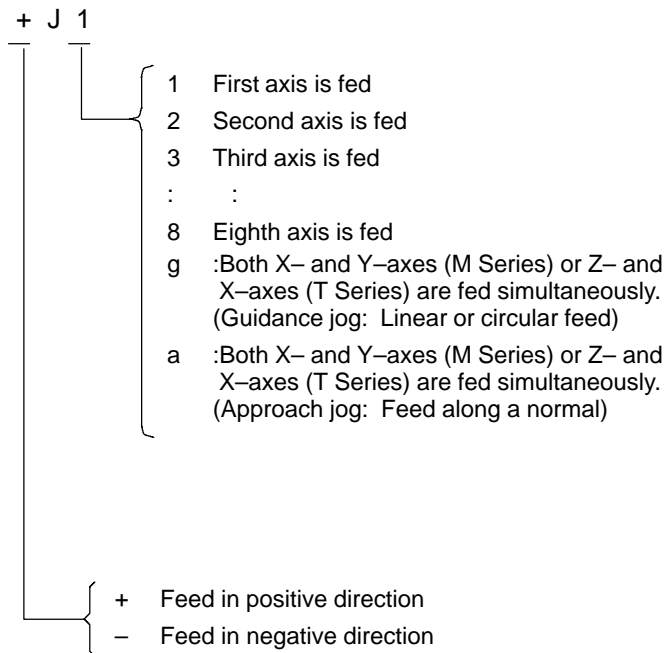 + J 1
1 First axis is fed
2 Second axis is fed
3 Third axis is fed
: :
8 Eighth axis is fed
g :Both X– and Y–axes (M Series) or Z– and
X–axes (T Series) are fed simultaneously.
(Guidance jog: Linear or circular feed)
a :Both X– and Y–axes (M Series) or Z– and
X–axes (T Series) are fed simultaneously.
(Approach jog: Feed along a normal)
+ Feed in positive direction
– Feed in negative direction